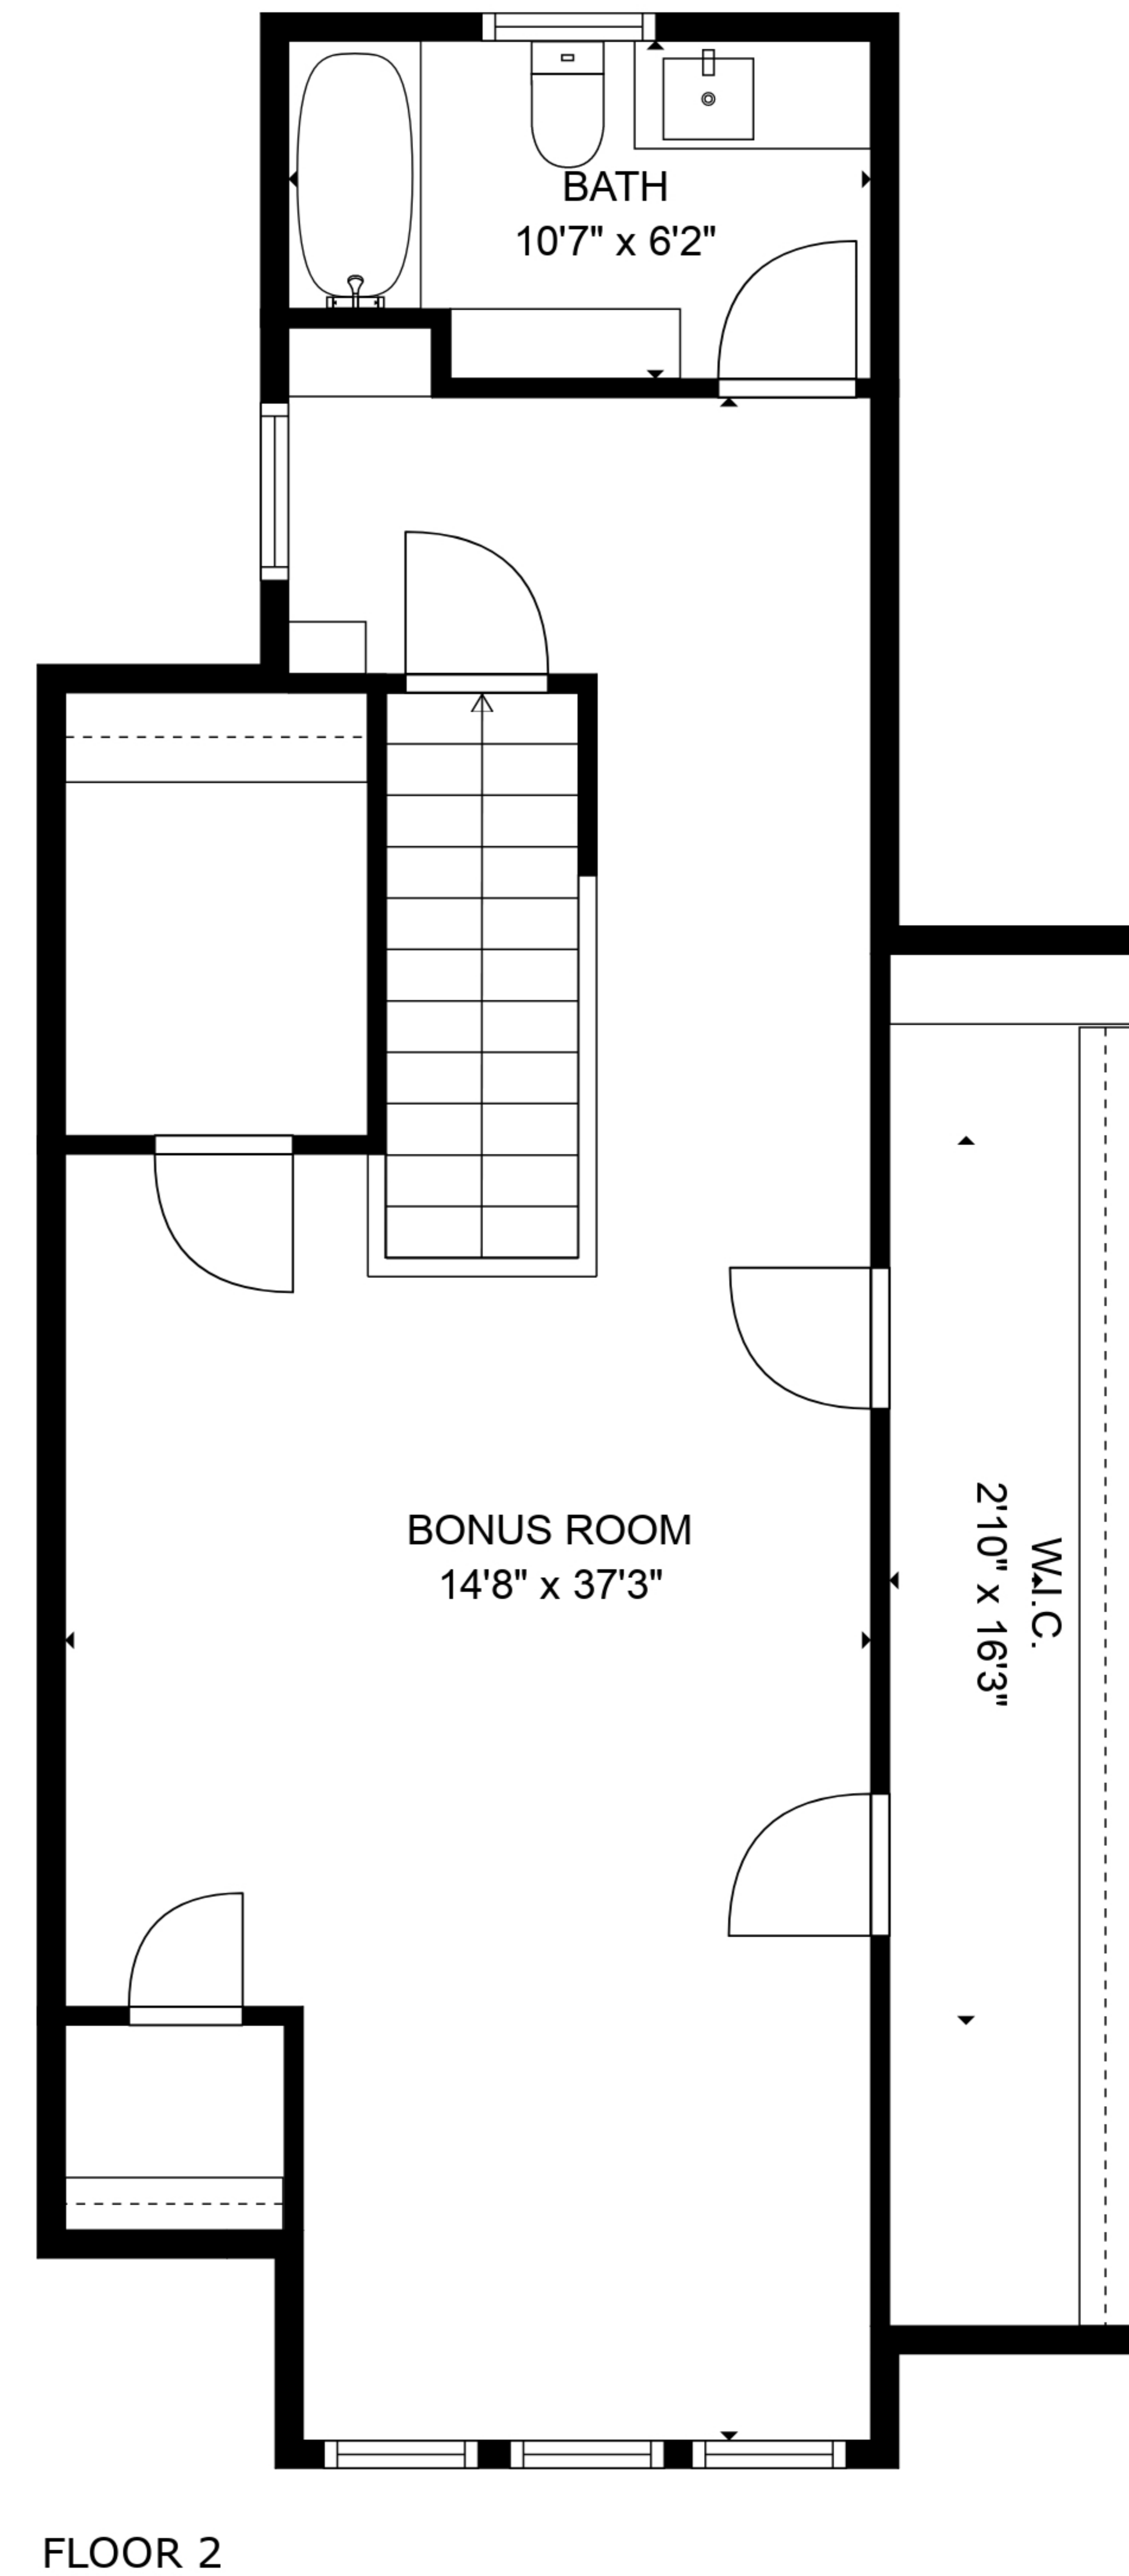 BATH
10'7" x 6'2"
BONUS ROOM
14'8" x 37'3"
W.I.C.
2'10" x 16'3"
FLOOR 2